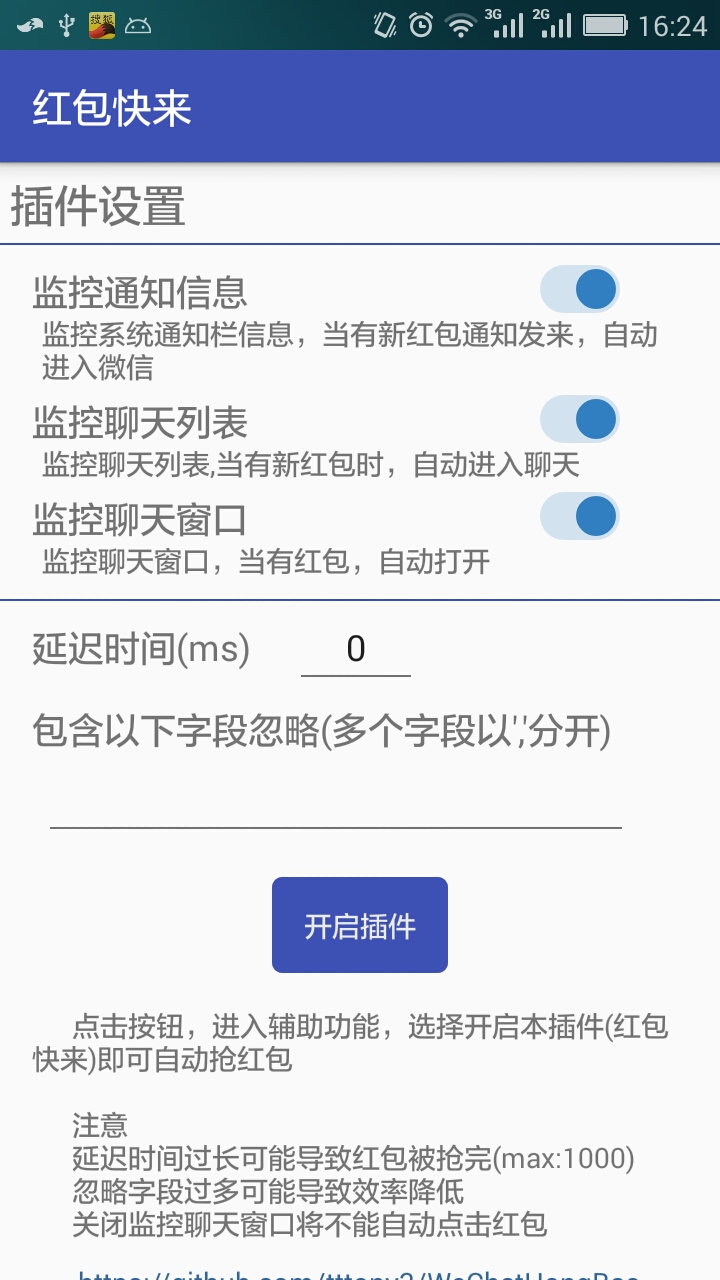 搜狐
3G
2G
16:24
红包快来
插件设置
监控通知信息
监控系统通知栏信息，当有新红包通知发来，自动
进入微信
监控聊天列表
监控聊天列表,当有新红包时，自动进入聊天
监控聊天窗口
监控聊天窗口，当有红包，自动打开
延迟时间(ms)
0
包含以下字段忽略(多个字段以','分开)
开启插件
点击按钮，进入辅助功能，选择开启本插件(红包
快来)即可自动抢红包
注意
延迟时间过长可能导致红包被抢完(max:1000)
忽略字段过多可能导致效率降低
关闭监控聊天窗口将不能自动点击红包